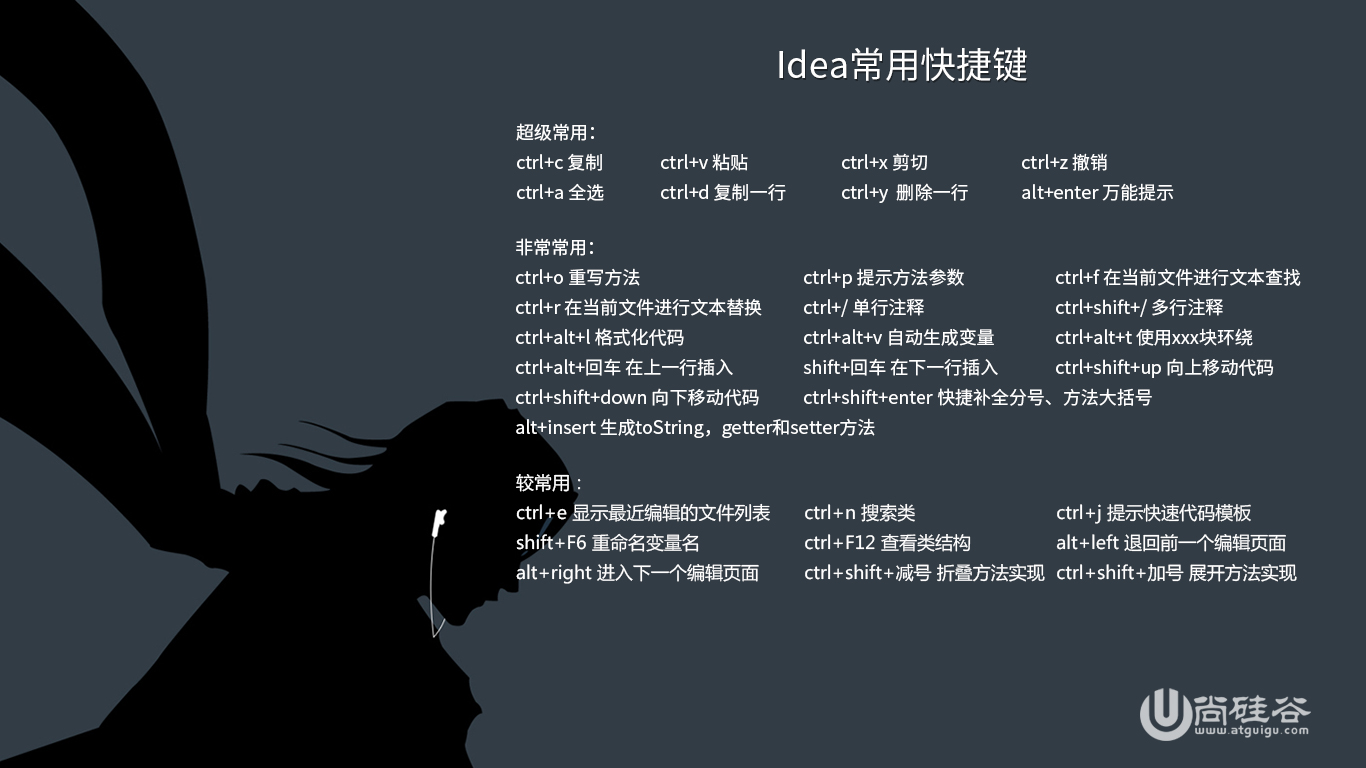 Idea常用快捷键
超级常用：
ctrl+c 复制 ctrl+v 粘贴 ctrl+x 剪切 ctrl+z 撤销
ctrl+a 全选 ctrl+d 复制一行 ctrl+y 删除一行 alt+enter 万能提示
非常常用：
ctrl+o 重写方法 ctrl+p 提示方法参数 ctrl+f 在当前文件进行文本查找
ctrl+r 在当前文件进行文本替换 ctrl+/ 单行注释 ctrl+shift+/ 多行注释
ctrl+alt+l 格式化代码 ctrl+alt+v 自动生成变量 ctrl+alt+t 使用xxx块环绕
ctrl+alt+回车 在上一行插入 shift+回车 在下一行插入 ctrl+shift+up 向上移动代码
ctrl+shift+down 向下移动代码 ctrl+shift+enter 快捷补全分号、方法大括号
alt+insert 生成toString，getter和setter方法
较常用：
ctrl+e 显示最近编辑的文件列表 ctrl+n 搜索类 ctrl+j 提示快速代码模板
shift+F6 重命名变量名 ctrl+F12 查看类结构 alt+left 退回前一个编辑页面
alt+right 进入下一个编辑页面 ctrl+shift+减号 折叠方法实现 ctrl+shift+加号 展开方法实现
尚硅谷
www.atguigu.com